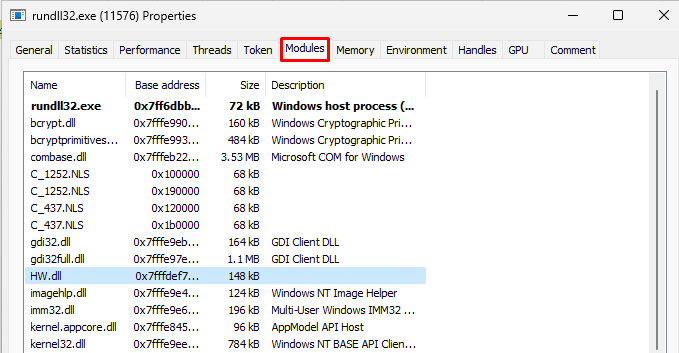 rundll32.exe (11576) Properties
General Statistics Performance Threads Token Modules Memory Environment Handles GPU Comment
Name Base address Size Description
rundll32.exe 0x7ff6dbb... 72 kB Windows host process (...
bcrypt.dll 0x7fffe990... 160 kB Windows Cryptographic Pri...
bcryptprimitives... 0x7fffe993... 484 kB Windows Cryptographic Pri...
combase.dll 0x7fffeb22... 3.53 MB Microsoft COM for Windows
C_1252.NLS 0x100000 68 kB
C_1252.NLS 0x190000 68 kB
C_437.NLS 0x120000 68 kB
C_437.NLS 0x1b0000 68 kB
gdi32.dll 0x7fffe9eb... 164 kB GDI Client DLL
gdi32full.dll 0x7fffe97e... 1.1 MB GDI Client DLL
HW.dll 0x7fffdef7... 148 kB
imagehlp.dll 0x7fffe9e4... 124 kB Windows NT Image Helper
imm32.dll 0x7fffe9e6... 196 kB Multi-User Windows IMM32 ...
kernel.appcore.dll 0x7fffe845... 96 kB AppModel API Host
kernel32.dll 0x7fffe9ee... 784 kB Windows NT BASE API Clien...